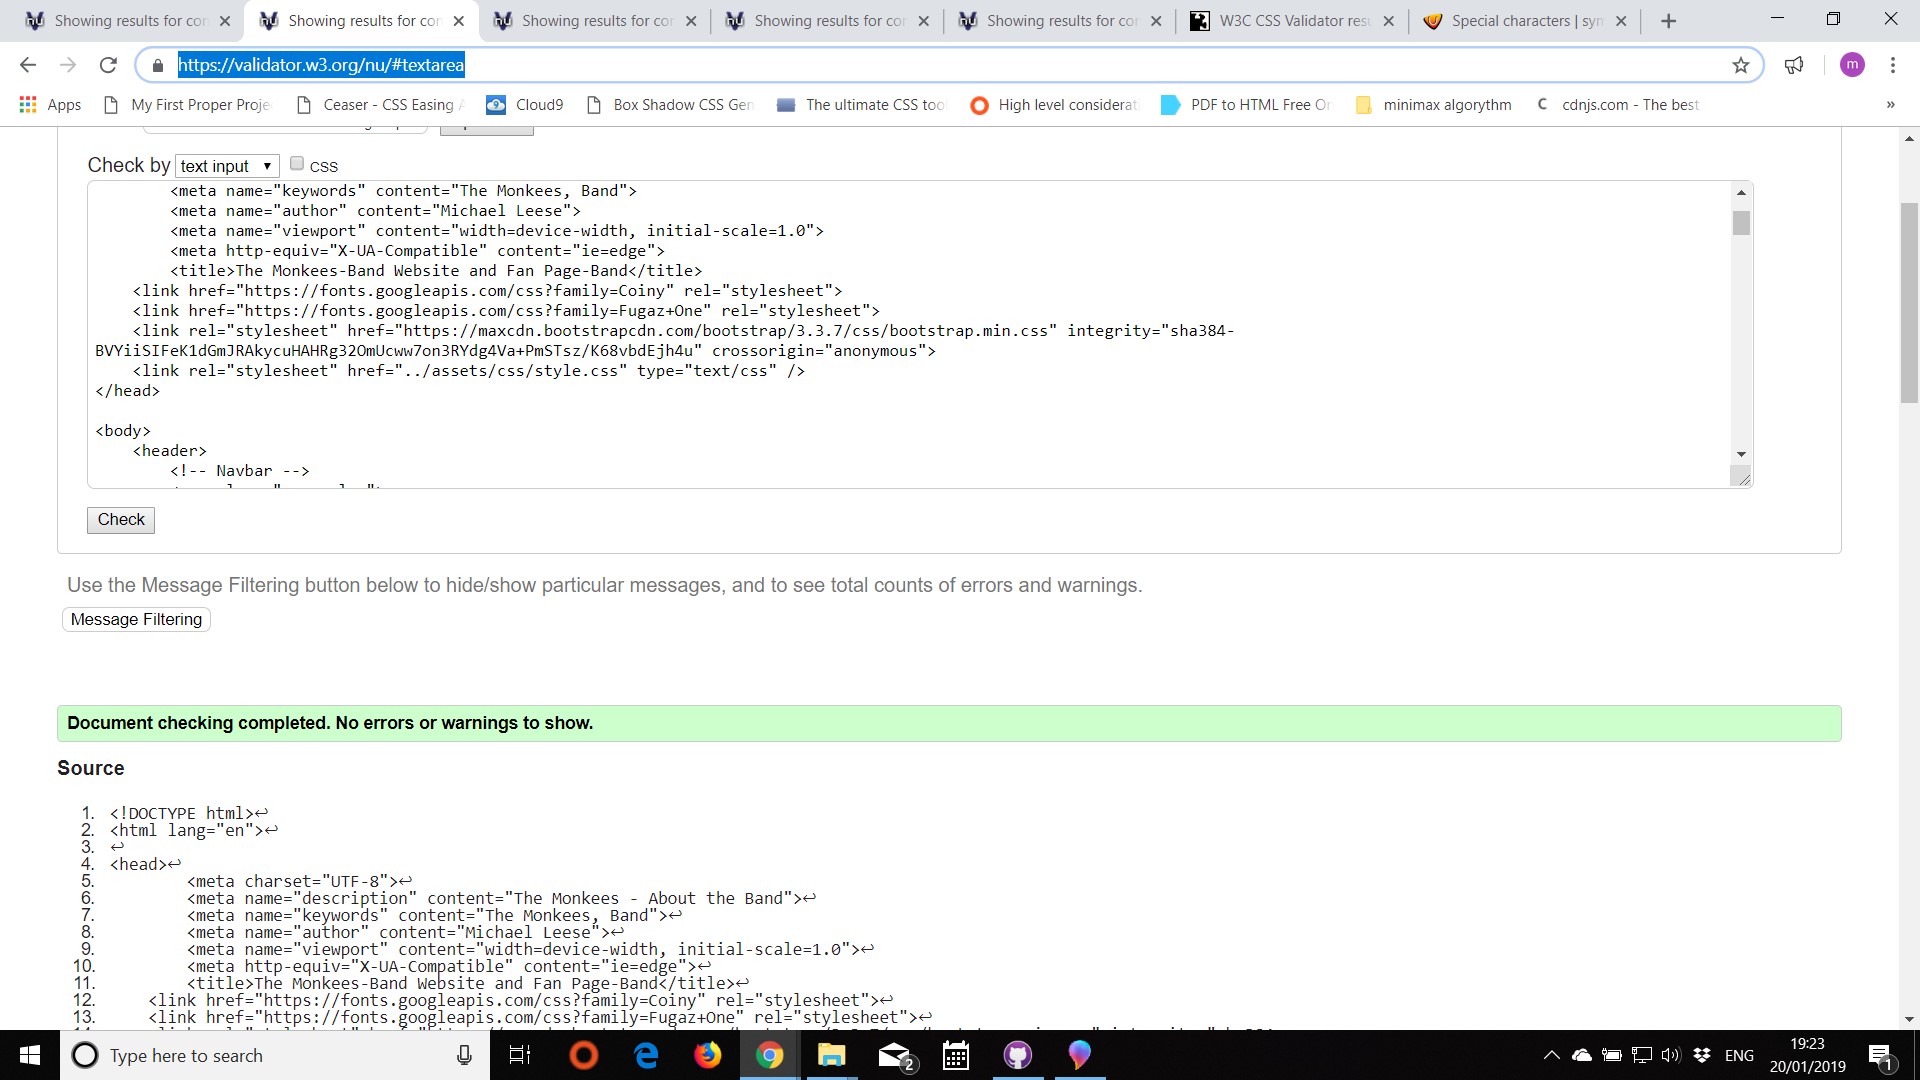 Showing results for con
Showing results for con
Showing results for con
Showing results for con
Showing results for con
W3C CSS Validator res
Special characters | syn
https://validator.w3.org/nu/#textarea
m
Apps
My First Proper Proje
Ceaser - CSS Easing A
Cloud9
Box Shadow CSS Gen
The ultimate CSS too
High level considerat
PDF to HTML Free On
minimax algorythm
cdnjs.com - The best
»
Check by text input CSS
<meta name="keywords" content="The Monkees, Band">
<meta name="author" content="Michael Leese">
<meta name="viewport" content="width=device-width, initial-scale=1.0">
<meta http-equiv="X-UA-Compatible" content="ie=edge">
<title>The Monkees-Band Website and Fan Page-Band</title>
<link href="https://fonts.googleapis.com/css?family=Coiny" rel="stylesheet">
<link href="https://fonts.googleapis.com/css?family=Fugaz+One" rel="stylesheet">
<link rel="stylesheet" href="https://maxcdn.bootstrapcdn.com/bootstrap/3.3.7/css/bootstrap.min.css" integrity="sha384-
BVYiiSIFeK1dGmJRAkycuHAHRg32OmUcww7on3RYdg4Va+PmSTsz/K68vbdEjh4u" crossorigin="anonymous">
<link rel="stylesheet" href="../assets/css/style.css" type="text/css" />
</head>
<body>
<header>
<!-- Navbar -->
Check
Use the Message Filtering button below to hide/show particular messages, and to see total counts of errors and warnings.
Message Filtering
Document checking completed. No errors or warnings to show.
Source
1. <!DOCTYPE html>↩
2. <html lang="en">↩
3. ↩
4. <head>↩
5. <meta charset="UTF-8">↩
6. <meta name="description" content="The Monkees - About the Band">↩
7. <meta name="keywords" content="The Monkees, Band">↩
8. <meta name="author" content="Michael Leese">↩
9. <meta name="viewport" content="width=device-width, initial-scale=1.0">↩
10. <meta http-equiv="X-UA-Compatible" content="ie=edge">↩
11. <title>The Monkees-Band Website and Fan Page-Band</title>↩
12. <link href="https://fonts.googleapis.com/css?family=Coiny" rel="stylesheet">↩
13. <link href="https://fonts.googleapis.com/css?family=Fugaz+One" rel="stylesheet">↩
Type here to search
2
ENG
19:23
20/01/2019
1